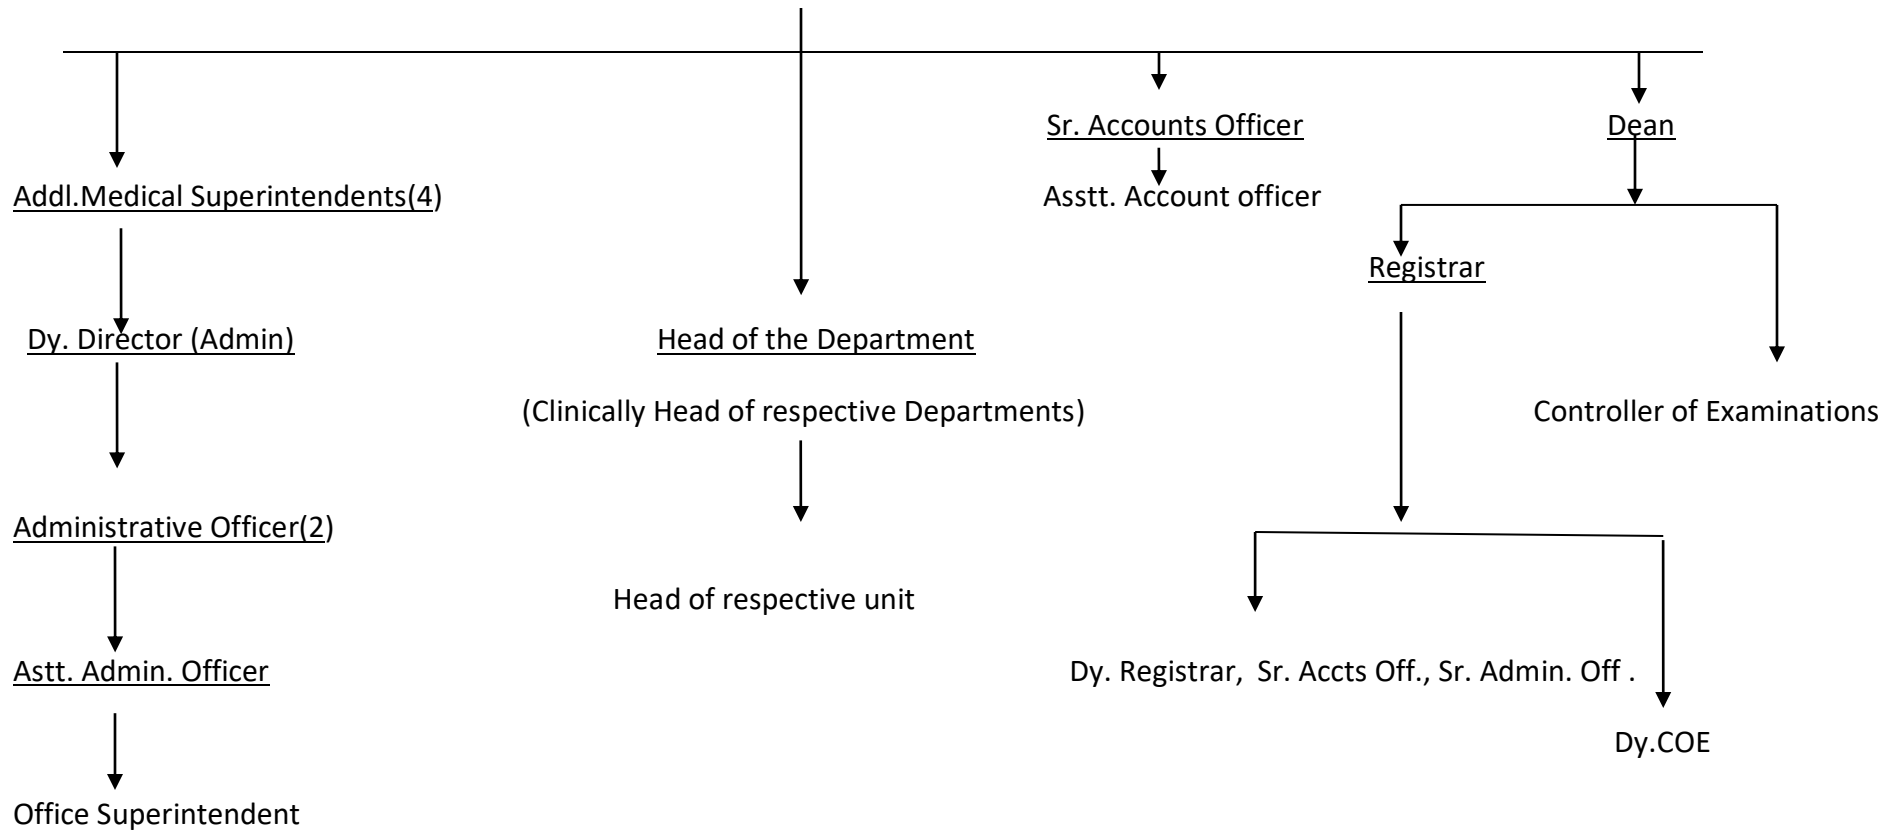 Sr. Accounts Officer
Dean
Addl.Medical Superintendents(4)
Asstt. Account officer
Registrar
Dy. Director (Admin)
Head of the Department
(Clinically Head of respective Departments)
Controller of Examinations
Administrative Officer(2)
Head of respective unit
Astt. Admin. Officer
Dy. Registrar, Sr. Accts Off., Sr. Admin. Off .
Dy.COE
Office Superintendent